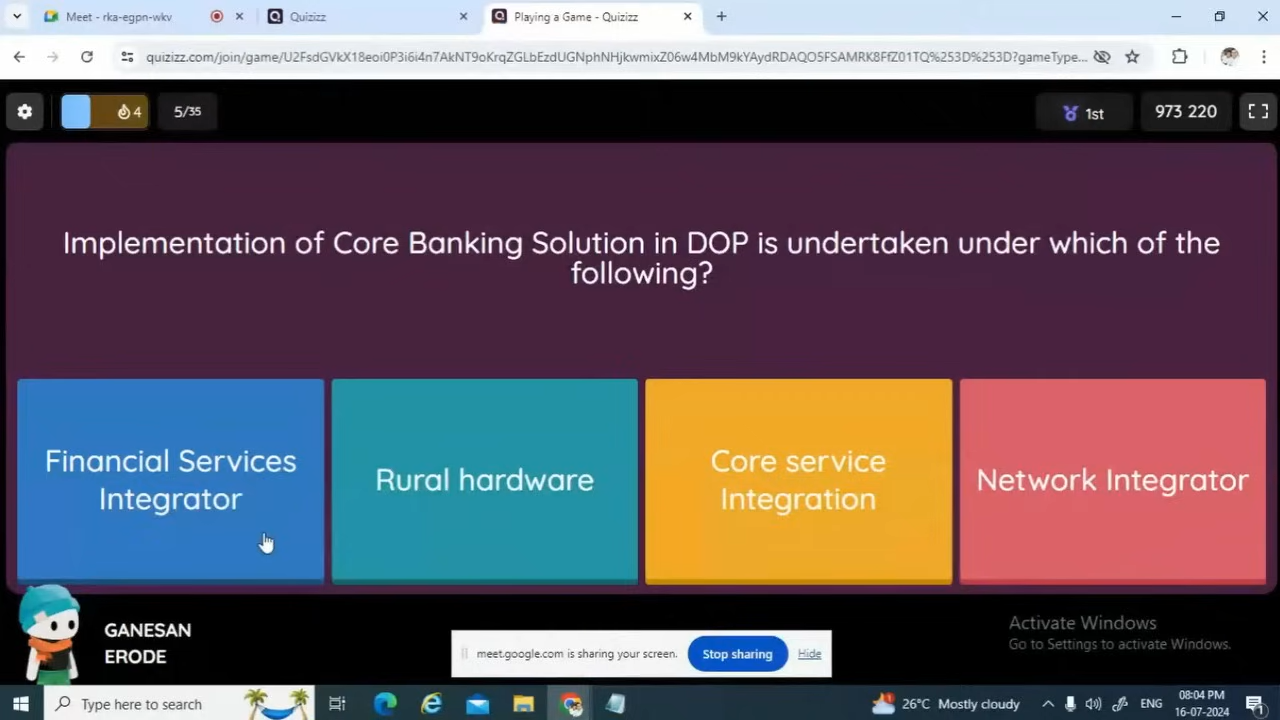 Meet - rka-egpn-wkv
Quizizz
Playing a Game - Quizizz
quizizz.com/join/game/U2FsdGVkX18eoi0P3i6i4n7AkNT9oKrqZGLbEzdUGNphNHjkwmixZ06w4MbM9kYAydRDAQO5FSAMRK8FfZ01TQ%253D%253D?gameType...
4
5/35
1st
973 220
Implementation of Core Banking Solution in DOP is undertaken under which of the
following?
Financial Services
Integrator
Rural hardware
Core service
Integration
Network Integrator
GANESAN
ERODE
meet.google.com is sharing your screen.
Stop sharing
Hide
Activate Windows
Go to Settings to activate Windows.
Type here to search
26°C Mostly cloudy
ENG
08:04 PM
16-07-2024
1